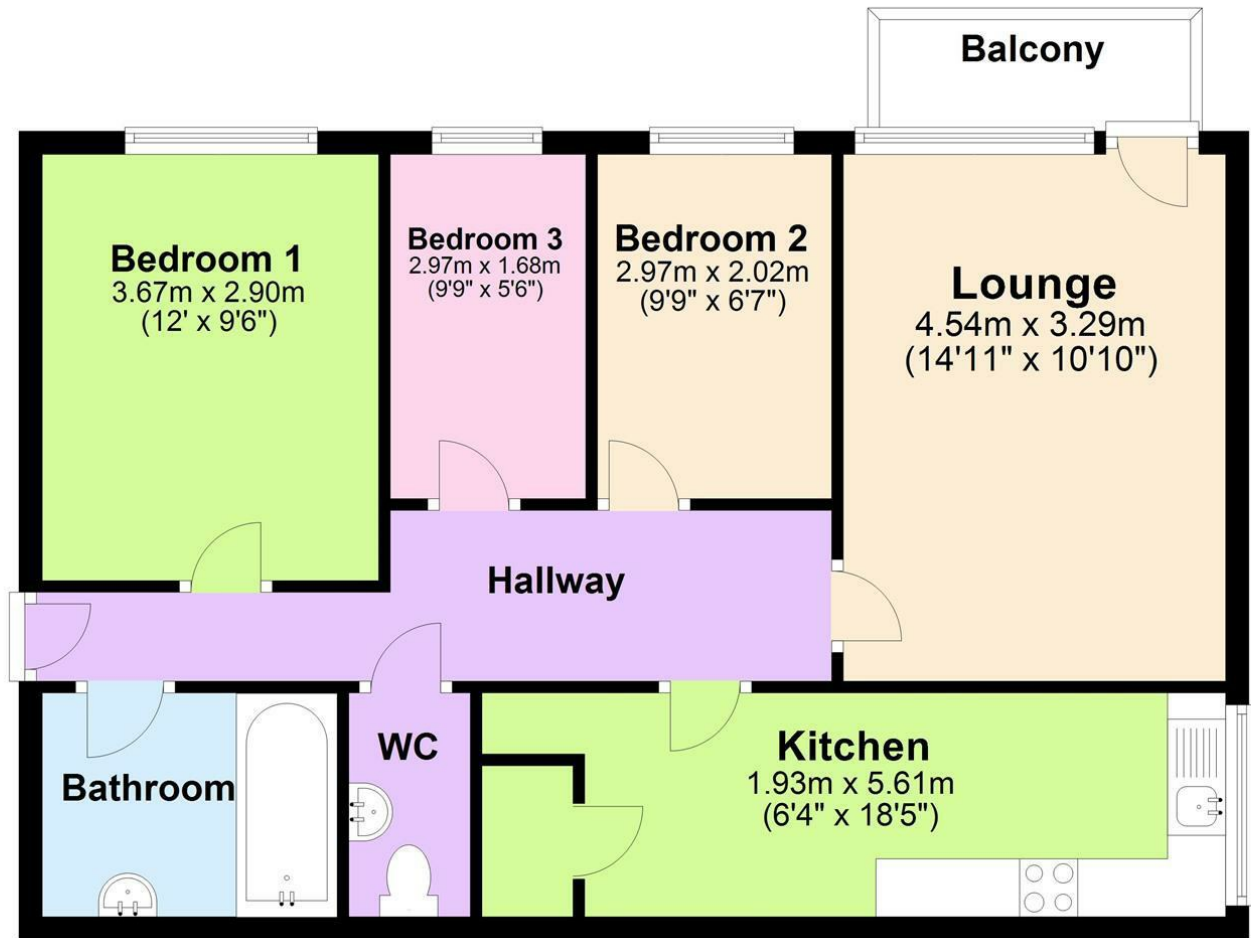 Balcony
Bedroom 1
3.67m x 2.90m
(12' x 9'6")
Bedroom 3
2.97m x 1.68m
(9'9" x 5'6")
Bedroom 2
2.97m x 2.02m
(9'9" x 6'7")
Lounge
4.54m x 3.29m
(14'11" x 10'10")
Hallway
Bathroom
WC
Kitchen
1.93m x 5.61m
(6'4" x 18'5")